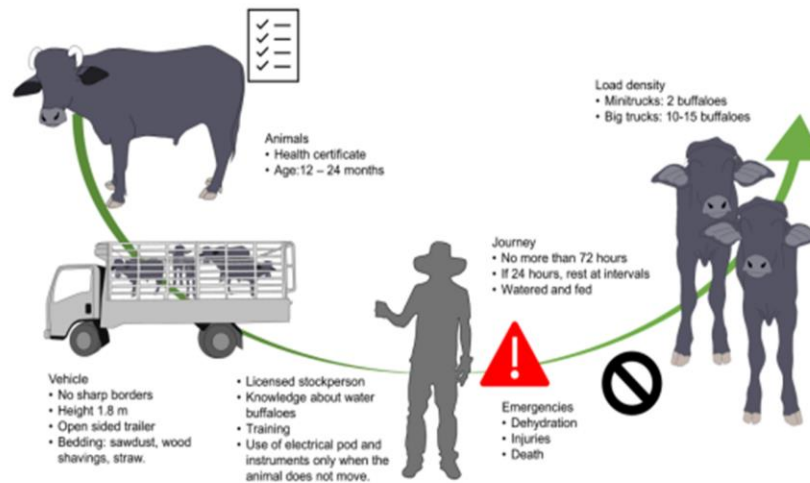 Animals
• Health certificate
• Age:12 – 24 months
Vehicle
• No sharp borders
• Height 1.8 m
• Open sided trailer
• Bedding: sawdust, wood
shavings, straw.
• Licensed stockperson
• Knowledge about water
buffaloes
• Training
• Use of electrical pod and
instruments only when the
animal does not move.
Journey
• No more than 72 hours
• If 24 hours, rest at intervals
• Watered and fed
Emergencies
• Dehydration
• Injuries
• Death
Load density
• Minitrucks: 2 buffaloes
• Big trucks: 10-15 buffaloes